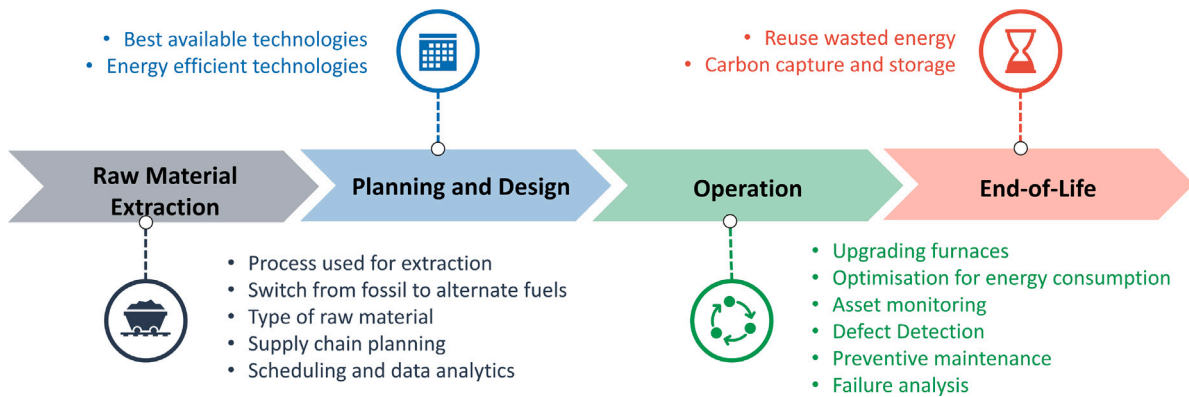 • Best available technologies
• Energy efficient technologies
• Reuse wasted energy
• Carbon capture and storage
Raw Material
Extraction
Planning and Design
Operation
End-of-Life
• Process used for extraction
• Switch from fossil to alternate fuels
• Type of raw material
• Supply chain planning
• Scheduling and data analytics
• Upgrading furnaces
• Optimisation for energy consumption
• Asset monitoring
• Defect Detection
• Preventive maintenance
• Failure analysis